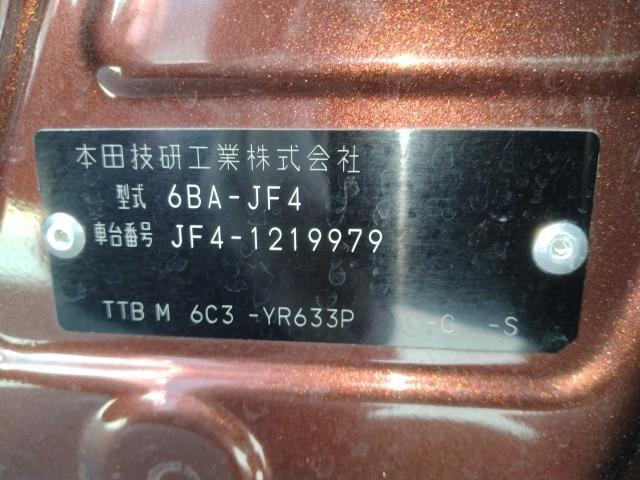 本田技研工業株式会社
型式 6BA-JF4
車台番号 JF4-1219979
TTB M 6C3 -YR633P -C -S